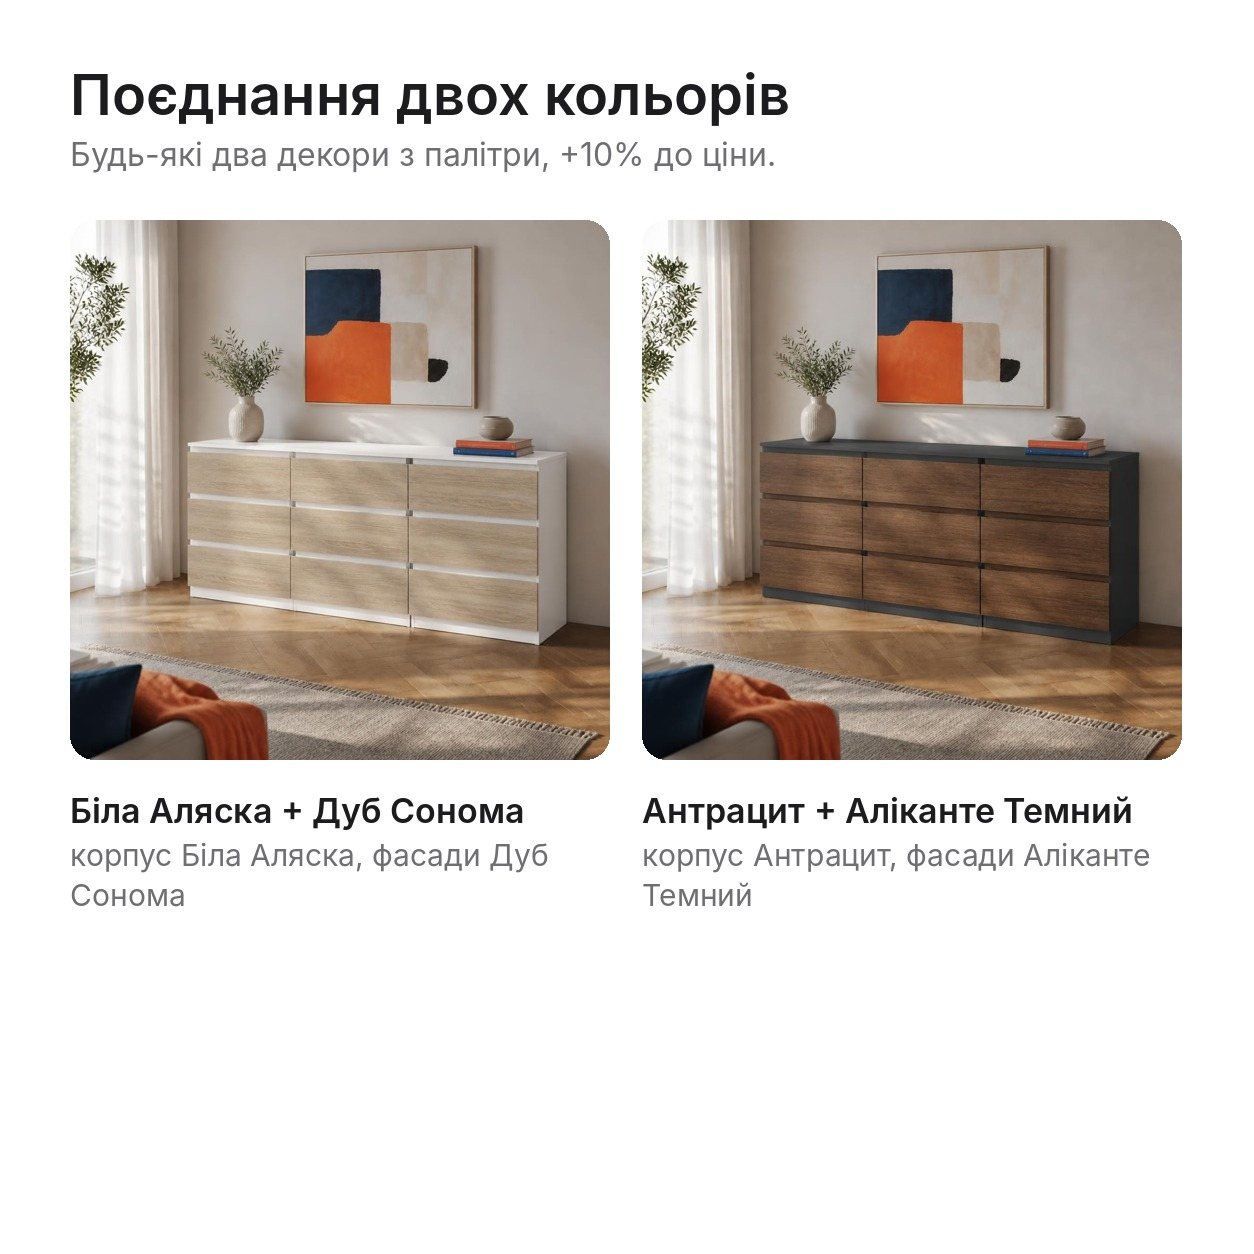 Поєднання двох кольорів
Будь-які два декори з палітри, +10% до ціни.
Біла Аляска + Дуб Сонома
корпус Біла Аляска, фасади Дуб
Сонома
Антрацит + Аліканте Темний
корпус Антрацит, фасади Аліканте
Темний